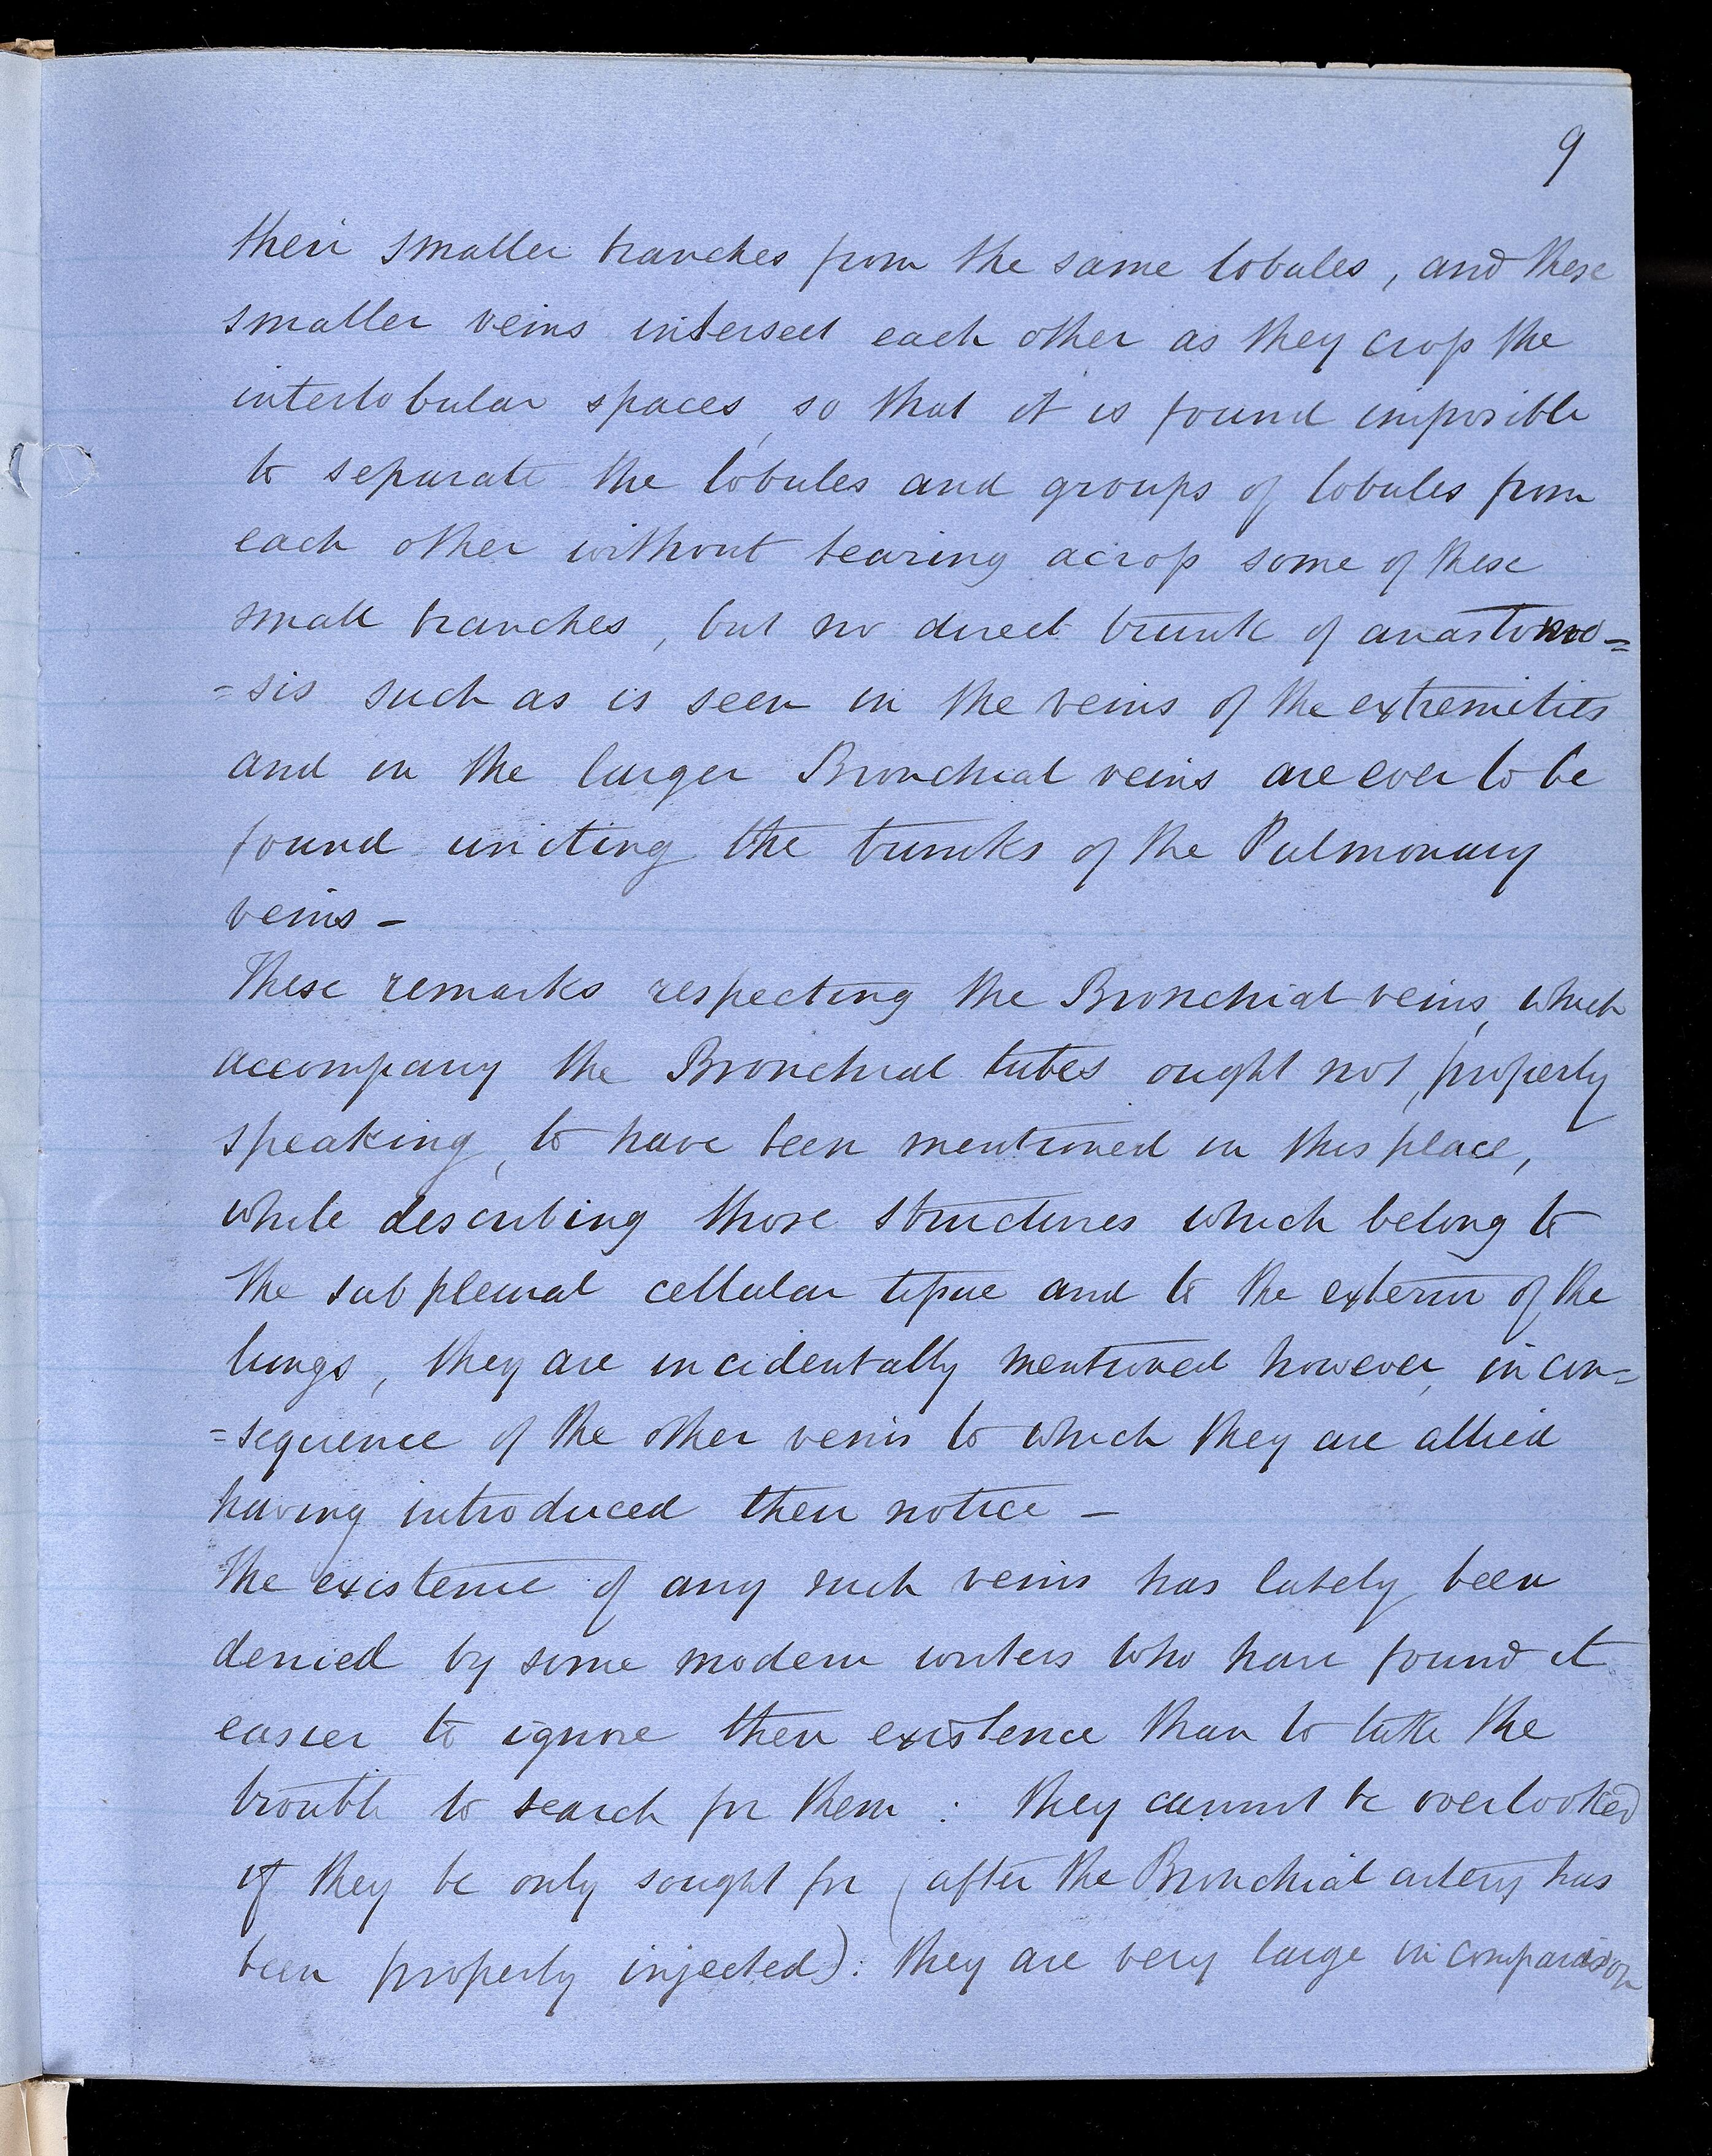 9
their smaller branches from the same lobules, and these
smaller veins intersect each other as they cross the
interlobular spaces, so that it is found impossible
to separate the lobules and groups of lobules from
each other without tearing across some of these
small branches, but no direct trunk of anastomo=
=sis such as is seen in the veins of the extremities
and in the larger Bronchial veins are ever to be
found uniting the trunks of the Pulmonary
veins -
These remarks respecting the Bronchial veins, which
accompany the Bronchial tubes ought not, properly
speaking, to have been mentioned in this place,
while describing those structures which belong to
the sub pleural cellular tissue and to the exterior of the
lungs, they are incidentally mentioned however, in con=
=sequence of the other veins to which they are allied
having introduced their notice -
The existence of any such veins has lately been
denied by some modern writers who have found it
easier to ignore their existence than to take the
trouble to search for them : they cannot be overlooked
if they be only sought for (after the Bronchial artery has
been properly injected): they are very large in comparison